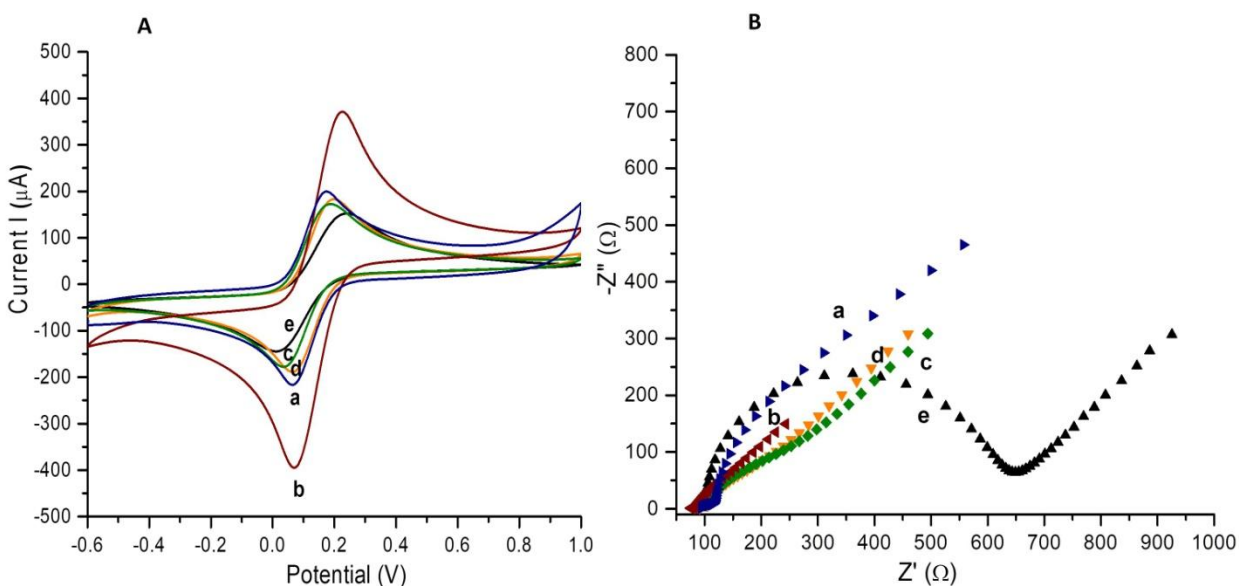 A
500
400
300
200
100
0
-100
-200
-300
-400
-500
Current I (μA)
e
c
d
a
b
-0.6
-0.4
-0.2
0.0
0.2
0.4
0.6
0.8
1.0
Potential (V)
B
800
700
600
500
400
300
200
100
0
-Z" (Ω)
a
d
c
b
e
100 200 300 400 500 600 700 800 900 1000
Z' (Ω)